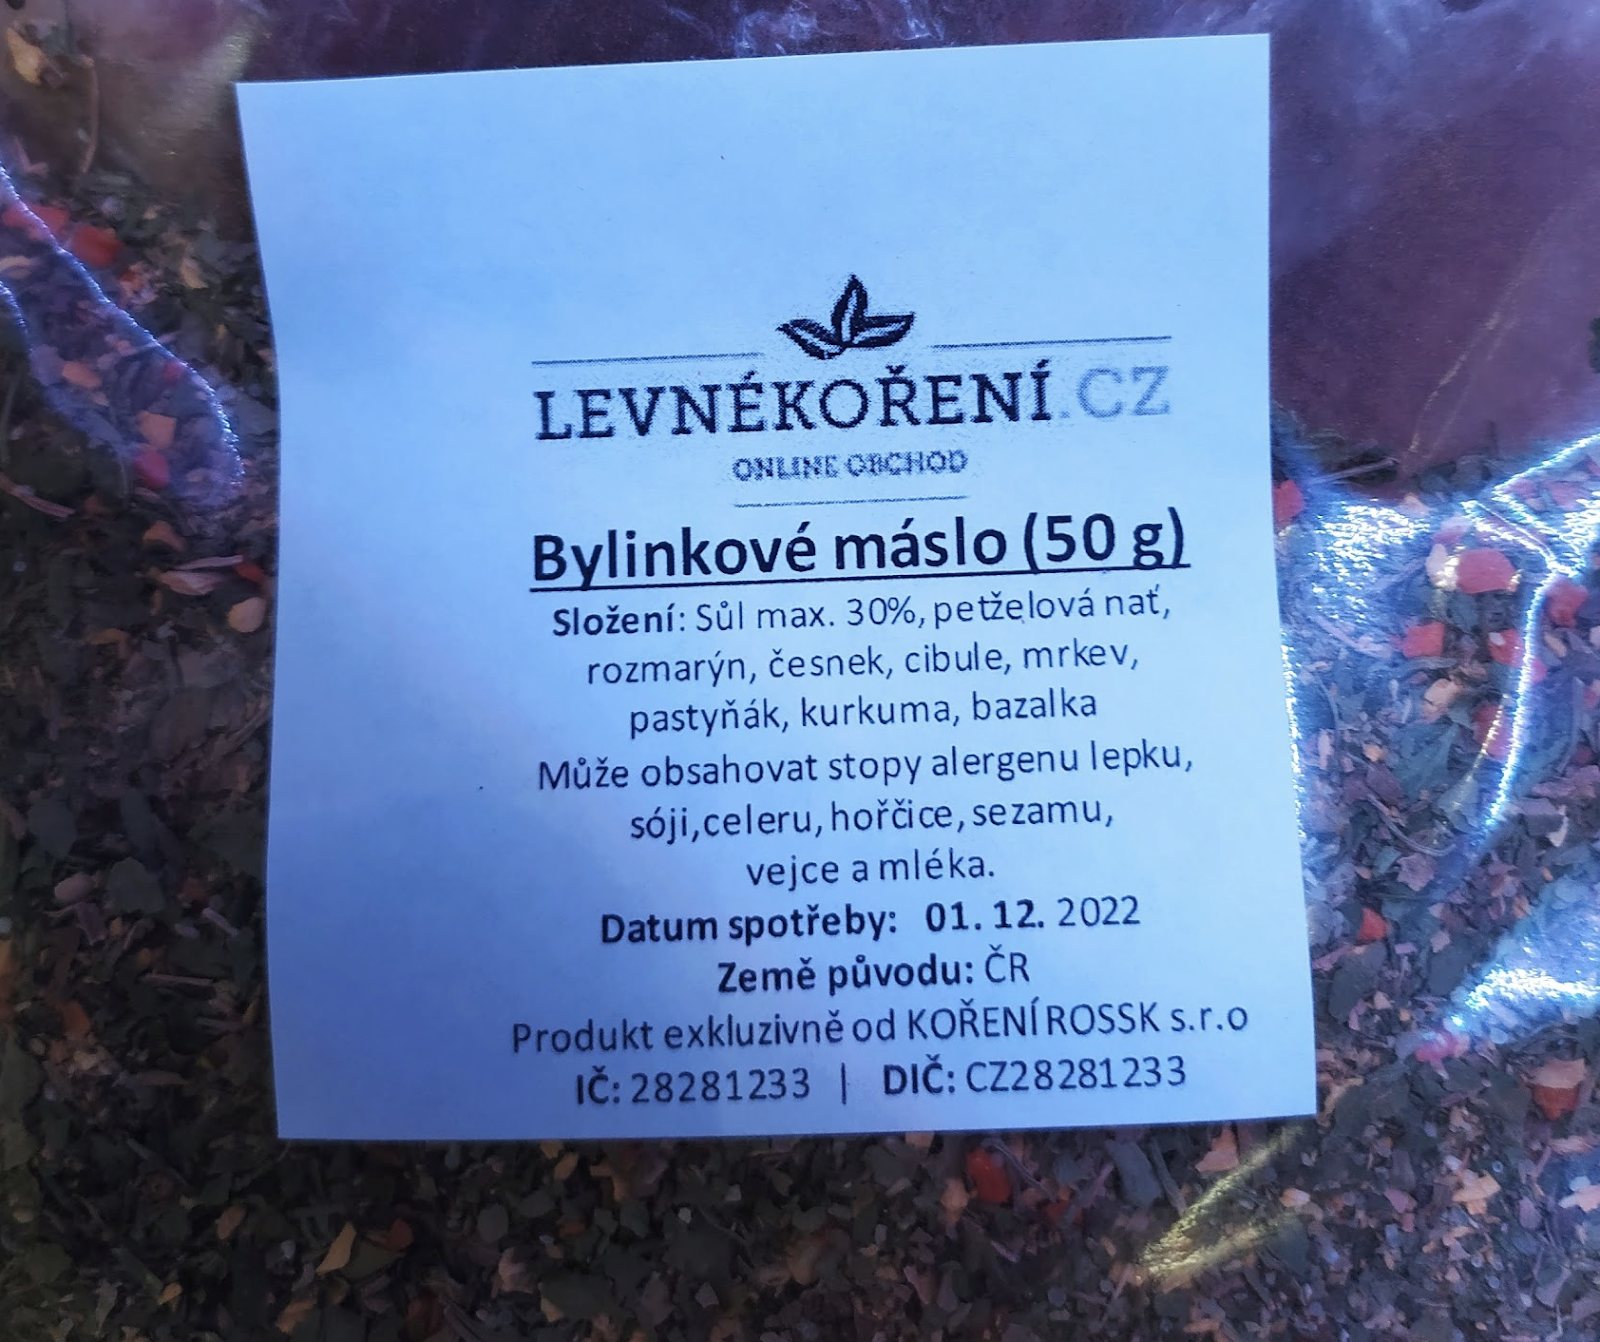 LEVNÉKOŘENÍ.CZ
ONLINE OBCHOD
Bylinkové máslo (50 g)
Složení: Sůl max. 30%, petželová nať,
rozmarýn, česnek, cibule, mrkev,
pastyňák, kurkuma, bazalka
Může obsahovat stopy alergenu lepku,
sóji,celeru, hořčice, sezamu,
vejce a mléka.
Datum spotřeby: 01. 12. 2022
Země původu: ČR
Produkt exkluzivně od KOŘENÍ ROSSK s.r.o
IČ: 28281233 | DIČ: CZ28281233